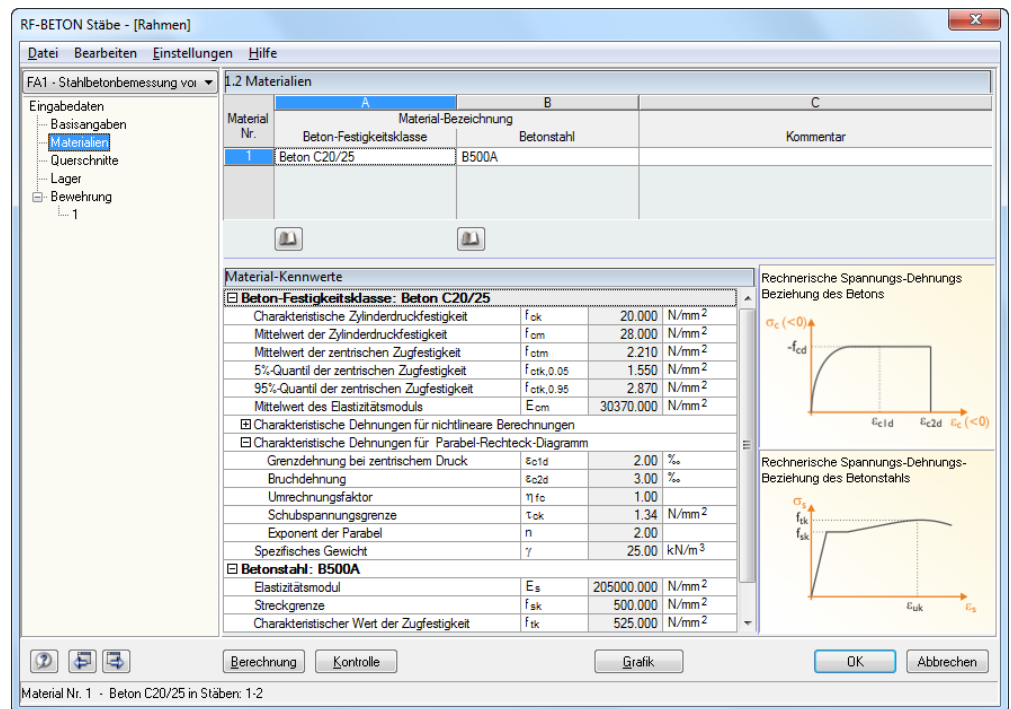 RF-BETON Stäbe - [Rahmen]
Datei Bearbeiten Einstellungen Hilfe
FA1 - Stahlbetonbemessung voi
Eingabedaten
Basisangaben
Materialien
Querschnitte
Lager
Bewehrung
1
1.2 Materialien
A B C
Material Nr.
Material-Bezeichnung
Beton-Festigkeitsklasse Betonstahl Kommentar
1 Beton C20/25 B500A
Material-Kennwerte
Beton-Festigkeitsklasse: Beton C20/25
Charakteristische Zylinderdruckfestigkeit fck 20.000 N/mm²
Mittelwert der Zylinderdruckfestigkeit fcm 28.000 N/mm²
Mittelwert der zentrischen Zugfestigkeit fctm 2.210 N/mm²
5%-Quantil der zentrischen Zugfestigkeit fctk,0.05 1.550 N/mm²
95%-Quantil der zentrischen Zugfestigkeit fctk,0.95 2.870 N/mm²
Mittelwert des Elastizitätsmoduls Ecm 30370.000 N/mm²
Charakteristische Dehnungen für nichtlineare Berechnungen
Charakteristische Dehnungen für Parabel-Rechteck-Diagramm
Grenzdehnung bei zentrischem Druck εc1d 2.00 ‰
Bruchdehnung εc2d 3.00 ‰
Umrechnungsfaktor ηfc 1.00
Schubspannungsgrenze τck 1.34 N/mm²
Exponent der Parabel n 2.00
Spezifisches Gewicht γ 25.00 kN/m³
Betonstahl: B500A
Elastizitätsmodul Es 205000.000 N/mm²
Streckgrenze fsk 500.000 N/mm²
Charakteristischer Wert der Zugfestigkeit ftk 525.000 N/mm²
Rechnerische Spannungs-Dehnungs
Beziehung des Betons
σc (<0)
-fcd
εc1d εc2d εc (<0)
Rechnerische Spannungs-Dehnungs-
Beziehung des Betonstahls
σs
ftk
fsk
εuk εs
Berechnung Kontrolle Grafik OK Abbrechen
Material Nr. 1 - Beton C20/25 in Stäben: 1-2